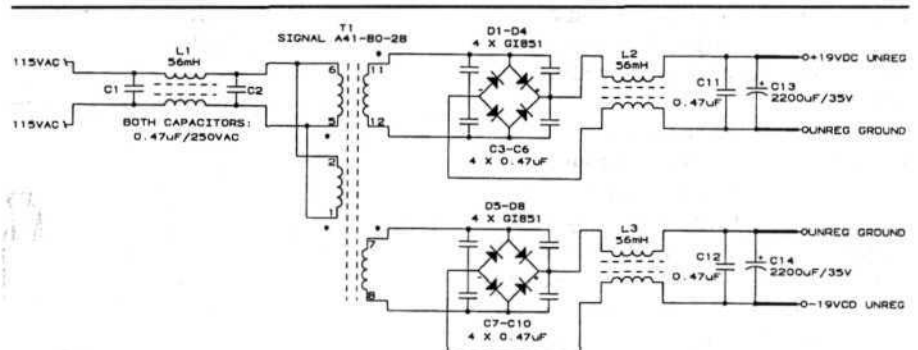 T1
SIGNAL A41-80-28
D1-D4
4 X GI851
L1
56mH
L2
56mH
115VAC
C1
C2
6
11
5
12
C11
0.47uF
+
C13
2200uF/35V
O+19VDC UNREG
115VAC
BOTH CAPACITORS:
0.47uF/250VAC
OUNREG GROUND
C3-C6
4 X 0.47uF
2
1
D5-D8
4 X GI851
L3
56mH
7
8
OUNREG GROUND
C12
0.47uF
+
C14
2200uF/35V
O-19VCD UNREG
C7-C10
4 X 0.47uF